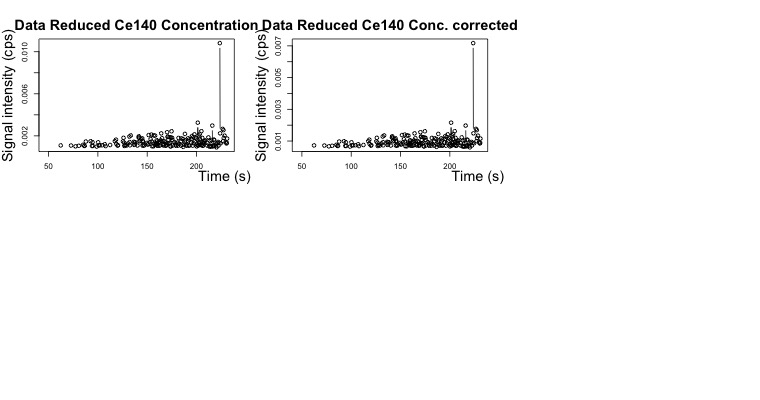 Data Reduced Ce140 Concentration
Signal intensity (cps)
0.002
0.006
0.010
50
100
150
200
Time (s)
Data Reduced Ce140 Conc. corrected
Signal intensity (cps)
0.001
0.003
0.005
0.007
50
100
150
200
Time (s)